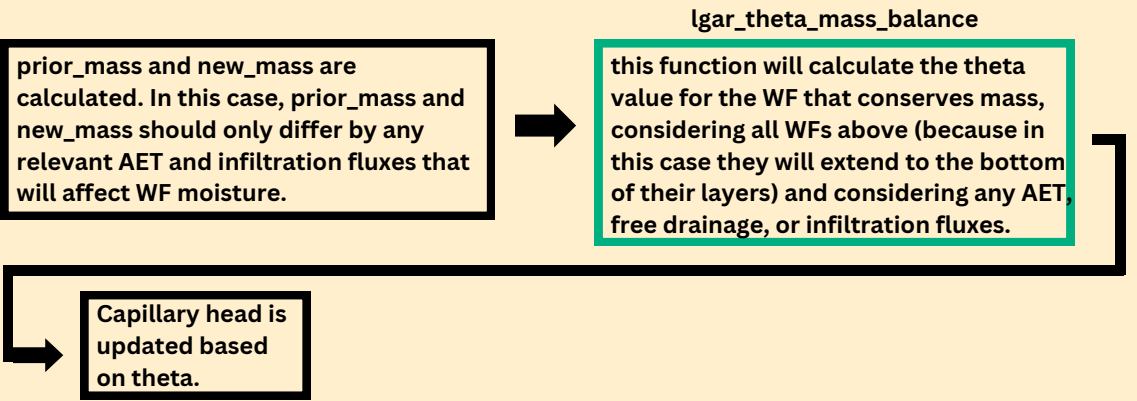 lgar_theta_mass_balance
prior_mass and new_mass are
calculated. In this case, prior_mass and
new_mass should only differ by any
relevant AET and infiltration fluxes that
will affect WF moisture.
this function will calculate the theta
value for the WF that conserves mass,
considering all WFs above (because in
this case they will extend to the bottom
of their layers) and considering any AET,
free drainage, or infiltration fluxes.
Capillary head is
updated based
on theta.